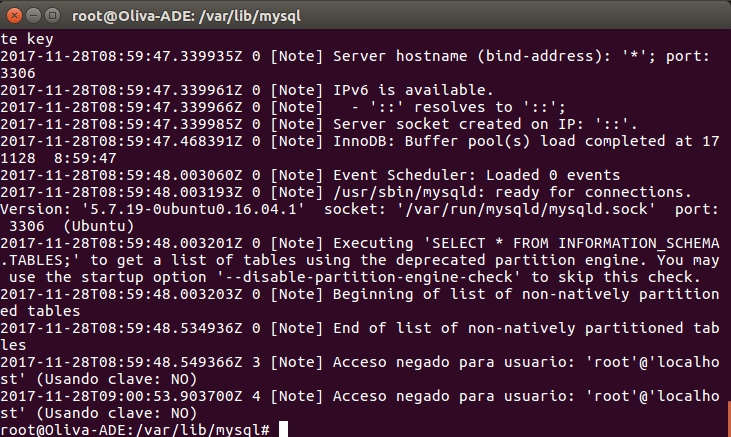 root@Oliva-ADE: /var/lib/mysql
te key
2017-11-28T08:59:47.339935Z 0 [Note] Server hostname (bind-address): '*'; port:
3306
2017-11-28T08:59:47.339961Z 0 [Note] IPv6 is available.
2017-11-28T08:59:47.339966Z 0 [Note]   - '::' resolves to '::';
2017-11-28T08:59:47.339985Z 0 [Note] Server socket created on IP: '::'.
2017-11-28T08:59:47.468391Z 0 [Note] InnoDB: Buffer pool(s) load completed at 17
1128  8:59:47
2017-11-28T08:59:48.003060Z 0 [Note] Event Scheduler: Loaded 0 events
2017-11-28T08:59:48.003193Z 0 [Note] /usr/sbin/mysqld: ready for connections.
Version: '5.7.19-0ubuntu0.16.04.1'  socket: '/var/run/mysqld/mysqld.sock'  port:
 3306  (Ubuntu)
2017-11-28T08:59:48.003201Z 0 [Note] Executing 'SELECT * FROM INFORMATION_SCHEMA
.TABLES;' to get a list of tables using the deprecated partition engine. You may
 use the startup option '--disable-partition-engine-check' to skip this check.
2017-11-28T08:59:48.003203Z 0 [Note] Beginning of list of non-natively partition
ed tables
2017-11-28T08:59:48.534936Z 0 [Note] End of list of non-natively partitioned tab
les
2017-11-28T08:59:48.549366Z 3 [Note] Acceso negado para usuario: 'root'@'localho
st' (Usando clave: NO)
2017-11-28T09:00:53.903700Z 4 [Note] Acceso negado para usuario: 'root'@'localho
st' (Usando clave: NO)
root@Oliva-ADE:/var/lib/mysql#